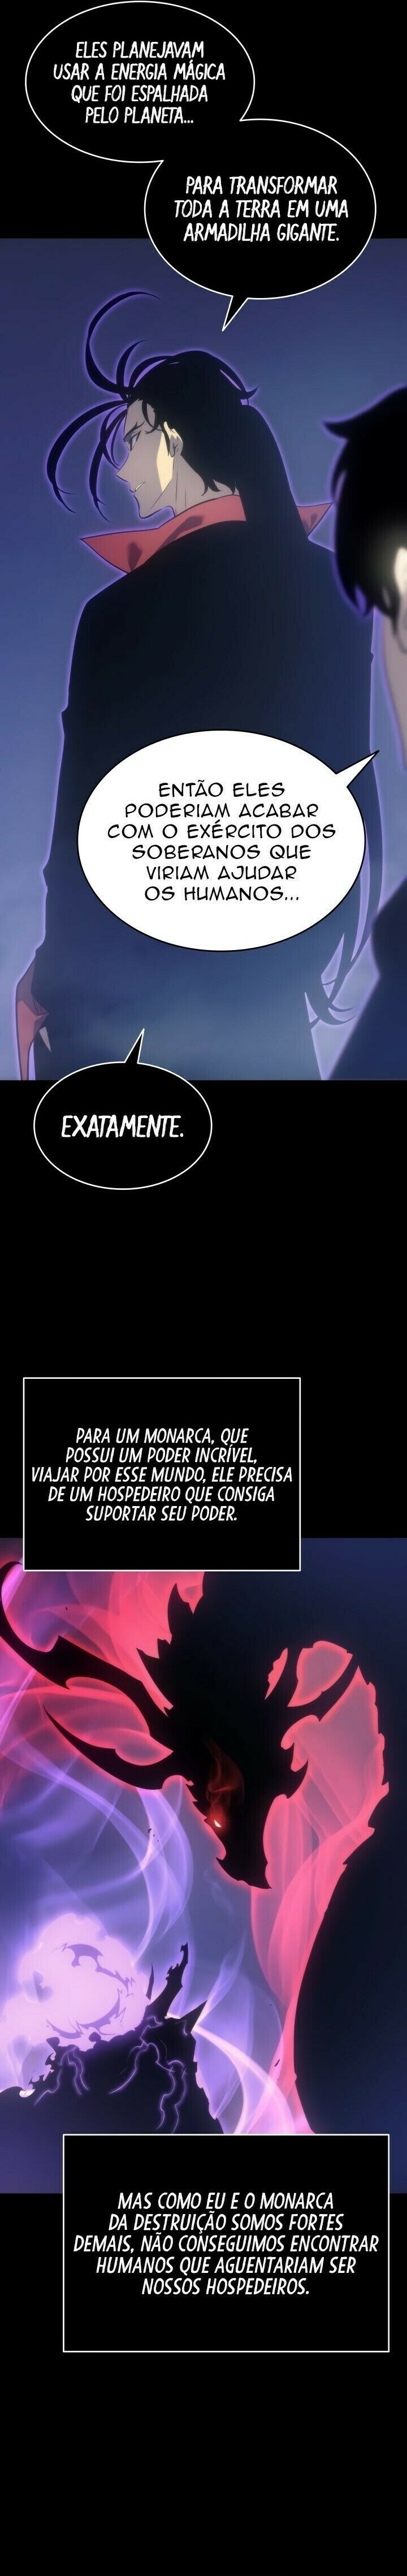 ELES PLANEJAVAM
USAR A ENERGIA MÁGICA
QUE FOI ESPALHADA
PELO PLANETA...
PARA TRANSFORMAR
TODA A TERRA EM UMA
ARMADILHA GIGANTE.
ENTÃO ELES
PODERIAM ACABAR
COM O EXÉRCITO DOS
SOBERANOS QUE
VIRIAM AJUDAR
OS HUMANOS...
EXATAMENTE.
PARA UM MONARCA, QUE
POSSUI UM PODER INCRÍVEL,
VIAJAR POR ESSE MUNDO, ELE PRECISA
DE UM HOSPEDEIRO QUE CONSIGA
SUPORTAR SEU PODER.
MAS COMO EU E O MONARCA
DA DESTRUIÇÃO SOMOS FORTES
DEMAIS, NÃO CONSEGUIMOS ENCONTRAR
HUMANOS QUE AGUENTARIAM SER
NOSSOS HOSPEDEIROS.